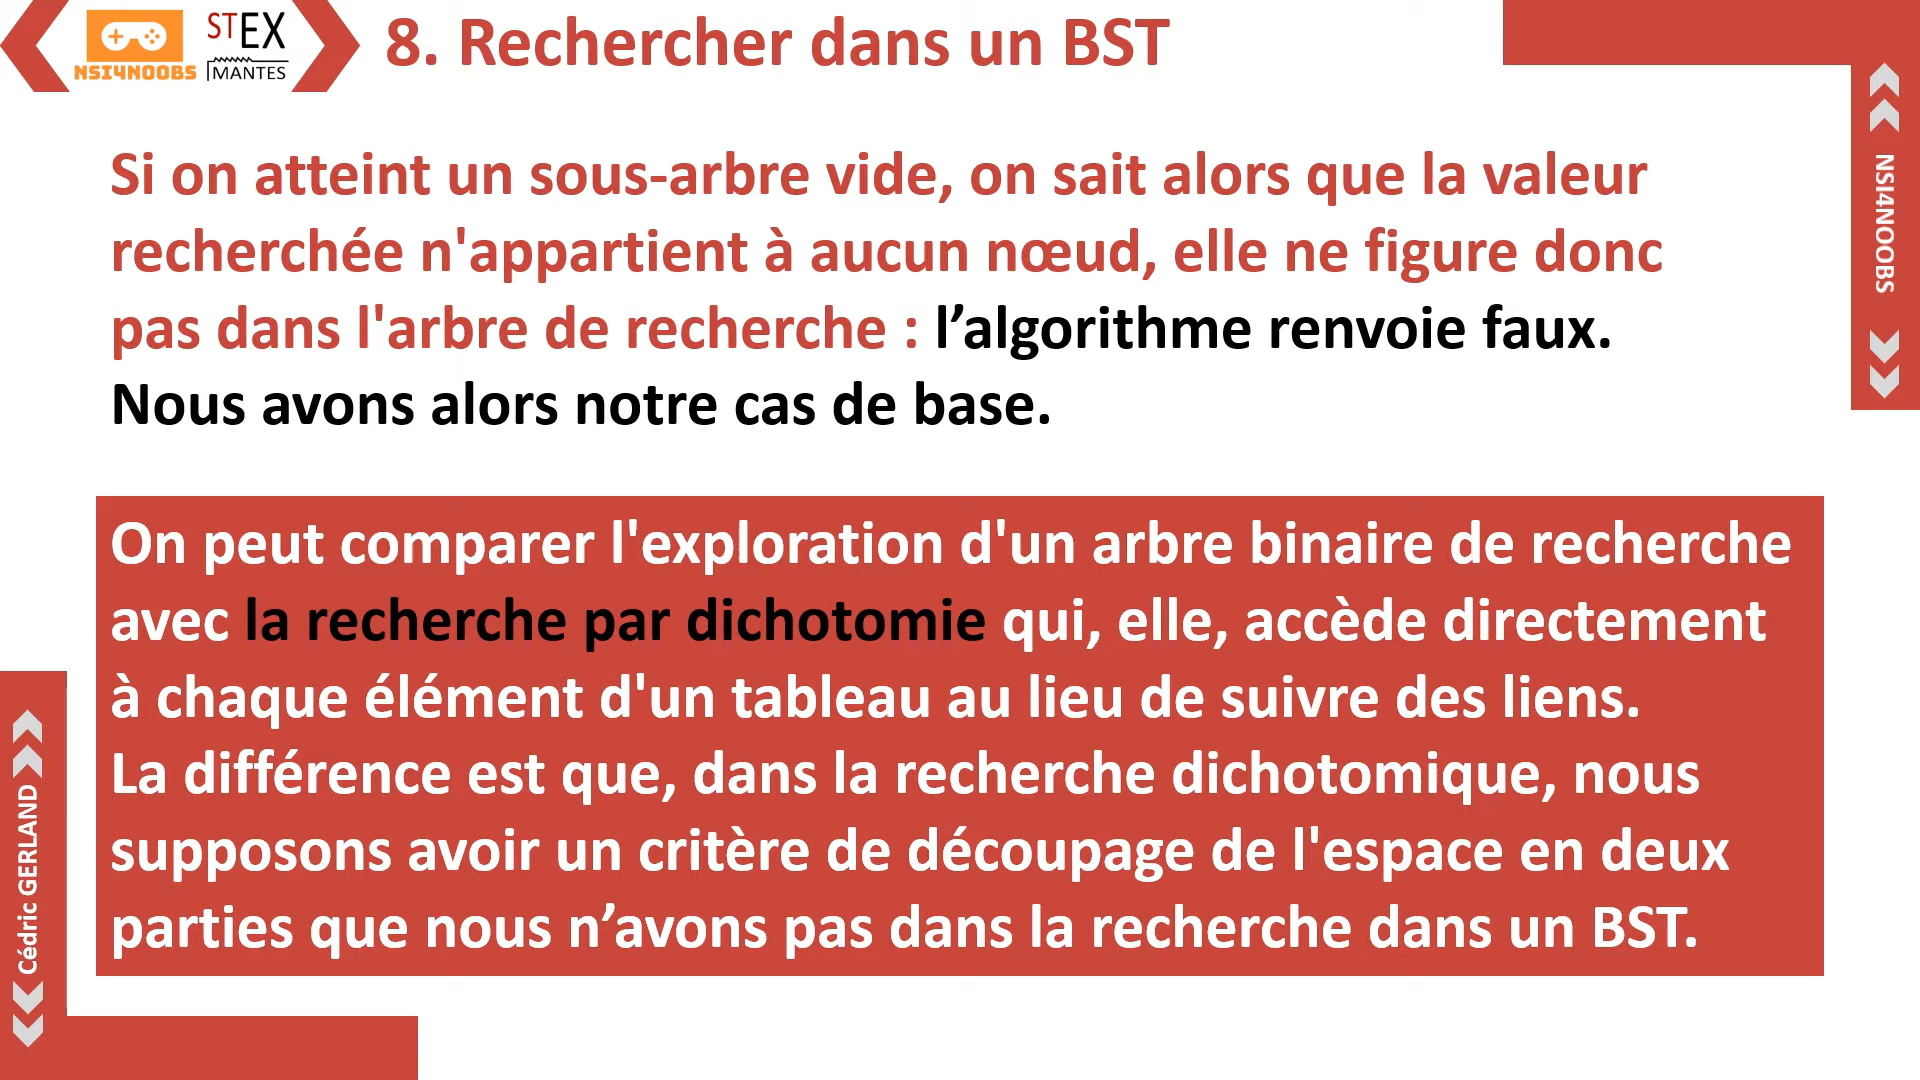 NSI4NOOBS
STEX
MANTES
8. Rechercher dans un BST
Si on atteint un sous-arbre vide, on sait alors que la valeur
recherchée n'appartient à aucun nœud, elle ne figure donc
pas dans l'arbre de recherche : l’algorithme renvoie faux.
Nous avons alors notre cas de base.
On peut comparer l'exploration d'un arbre binaire de recherche
avec la recherche par dichotomie qui, elle, accède directement
à chaque élément d'un tableau au lieu de suivre des liens.
La différence est que, dans la recherche dichotomique, nous
supposons avoir un critère de découpage de l'espace en deux
parties que nous n’avons pas dans la recherche dans un BST.
NSI4NOOBS
Cédric GERLAND